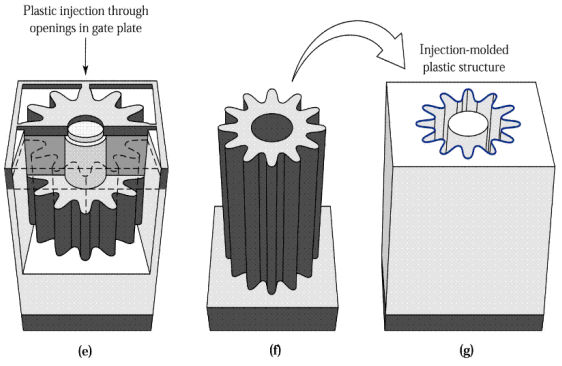 Plastic injection through
openings in gate plate
Injection-molded
plastic structure
(e)
(f)
(g)